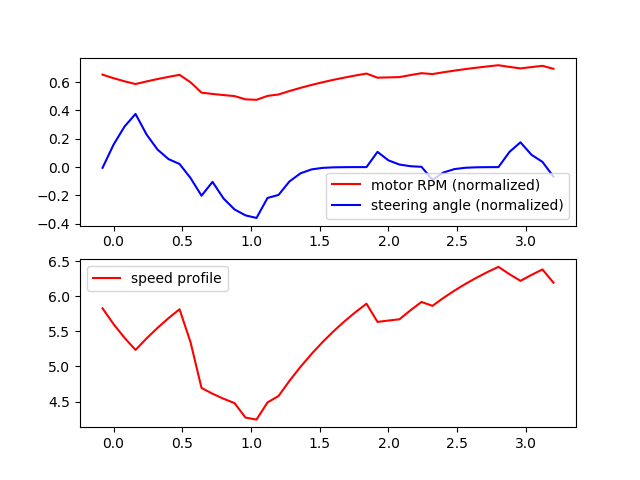 0.6
0.4
0.2
0.0
−0.2
−0.4
motor RPM (normalized)
steering angle (normalized)
0.0 0.5 1.0 1.5 2.0 2.5 3.0
6.5
6.0
5.5
5.0
4.5
speed profile
0.0 0.5 1.0 1.5 2.0 2.5 3.0